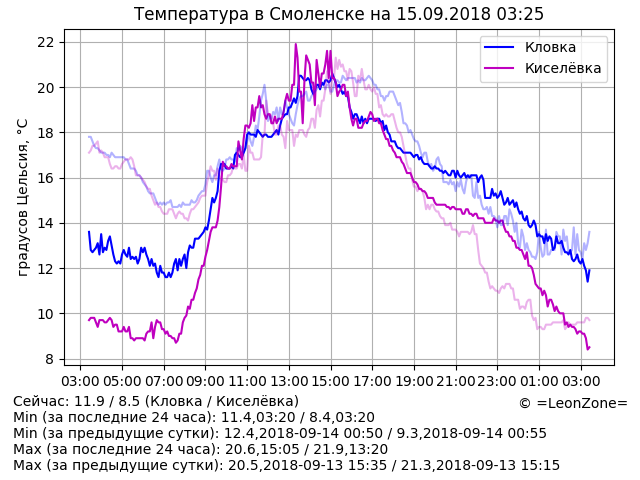 Температура в Смоленске на 15.09.2018 03:25
Кловка
Киселёвка
градусов Цельсия, °C
22
20
18
16
14
12
10
8
03:00 05:00 07:00 09:00 11:00 13:00 15:00 17:00 19:00 21:00 23:00 01:00 03:00
Сейчас: 11.9 / 8.5 (Кловка / Киселёвка)
© =LeonZone=
Min (за последние 24 часа): 11.4,03:20 / 8.4,03:20
Min (за предыдущие сутки): 12.4,2018-09-14 00:50 / 9.3,2018-09-14 00:55
Max (за последние 24 часа): 20.6,15:05 / 21.9,13:20
Max (за предыдущие сутки): 20.5,2018-09-13 15:35 / 21.3,2018-09-13 15:15